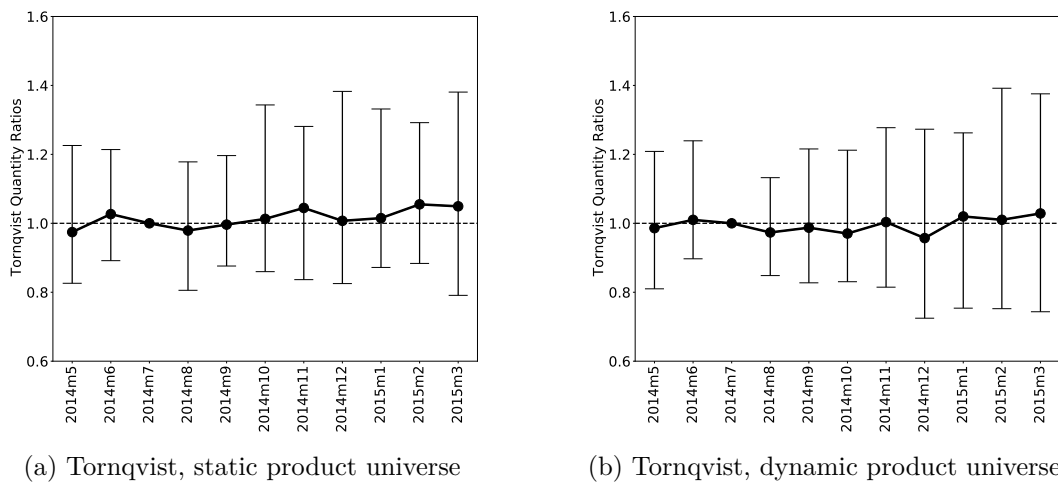 1.6
1.4
1.2
1.0
0.8
0.6
Tornqvist Quantity Ratios
2014m5
2014m6
2014m7
2014m8
2014m9
2014m10
2014m11
2014m12
2015m1
2015m2
2015m3
(a) Tornqvist, static product universe
1.6
1.4
1.2
1.0
0.8
0.6
Tornqvist Quantity Ratios
2014m5
2014m6
2014m7
2014m8
2014m9
2014m10
2014m11
2014m12
2015m1
2015m2
2015m3
(b) Tornqvist, dynamic product universe